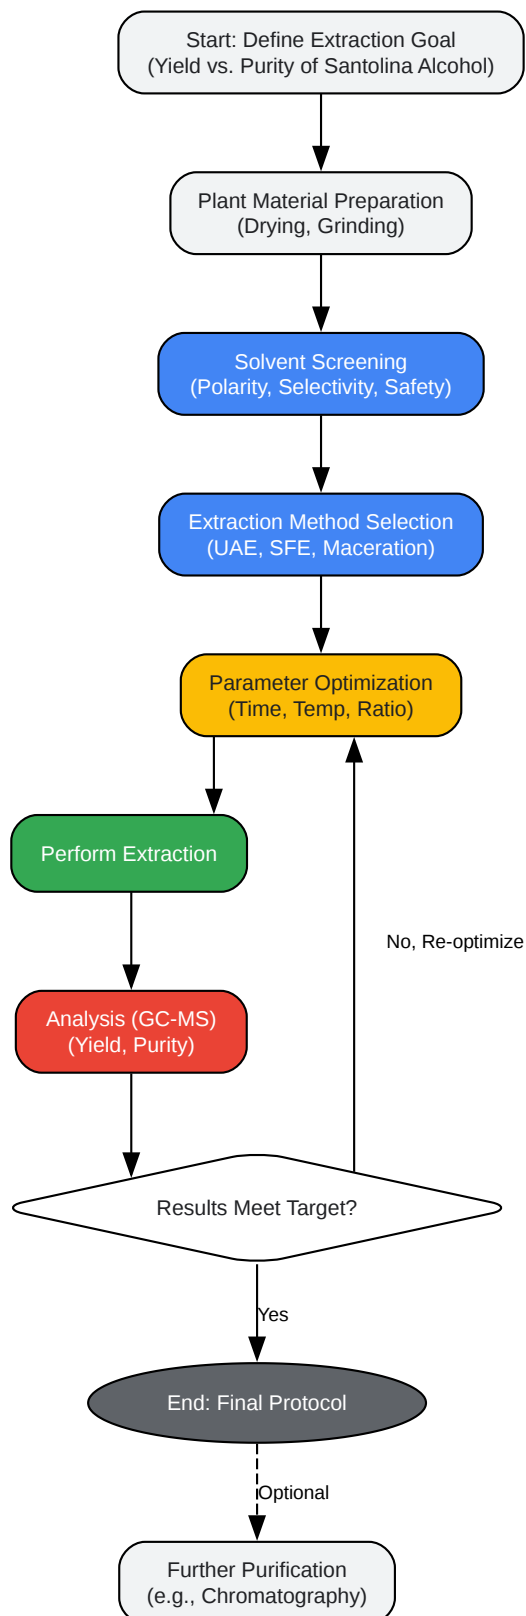 Start: Define Extraction Goal
(Yield vs. Purity of Santolina Alcohol)
Plant Material Preparation
(Drying, Grinding)
Solvent Screening
(Polarity, Selectivity, Safety)
Extraction Method Selection
(UAE, SFE, Maceration)
Parameter Optimization
(Time, Temp, Ratio)
Perform Extraction
No, Re-optimize
Analysis (GC-MS)
(Yield, Purity)
Results Meet Target?
Yes
End: Final Protocol
Optional
Further Purification
(e.g., Chromatography)